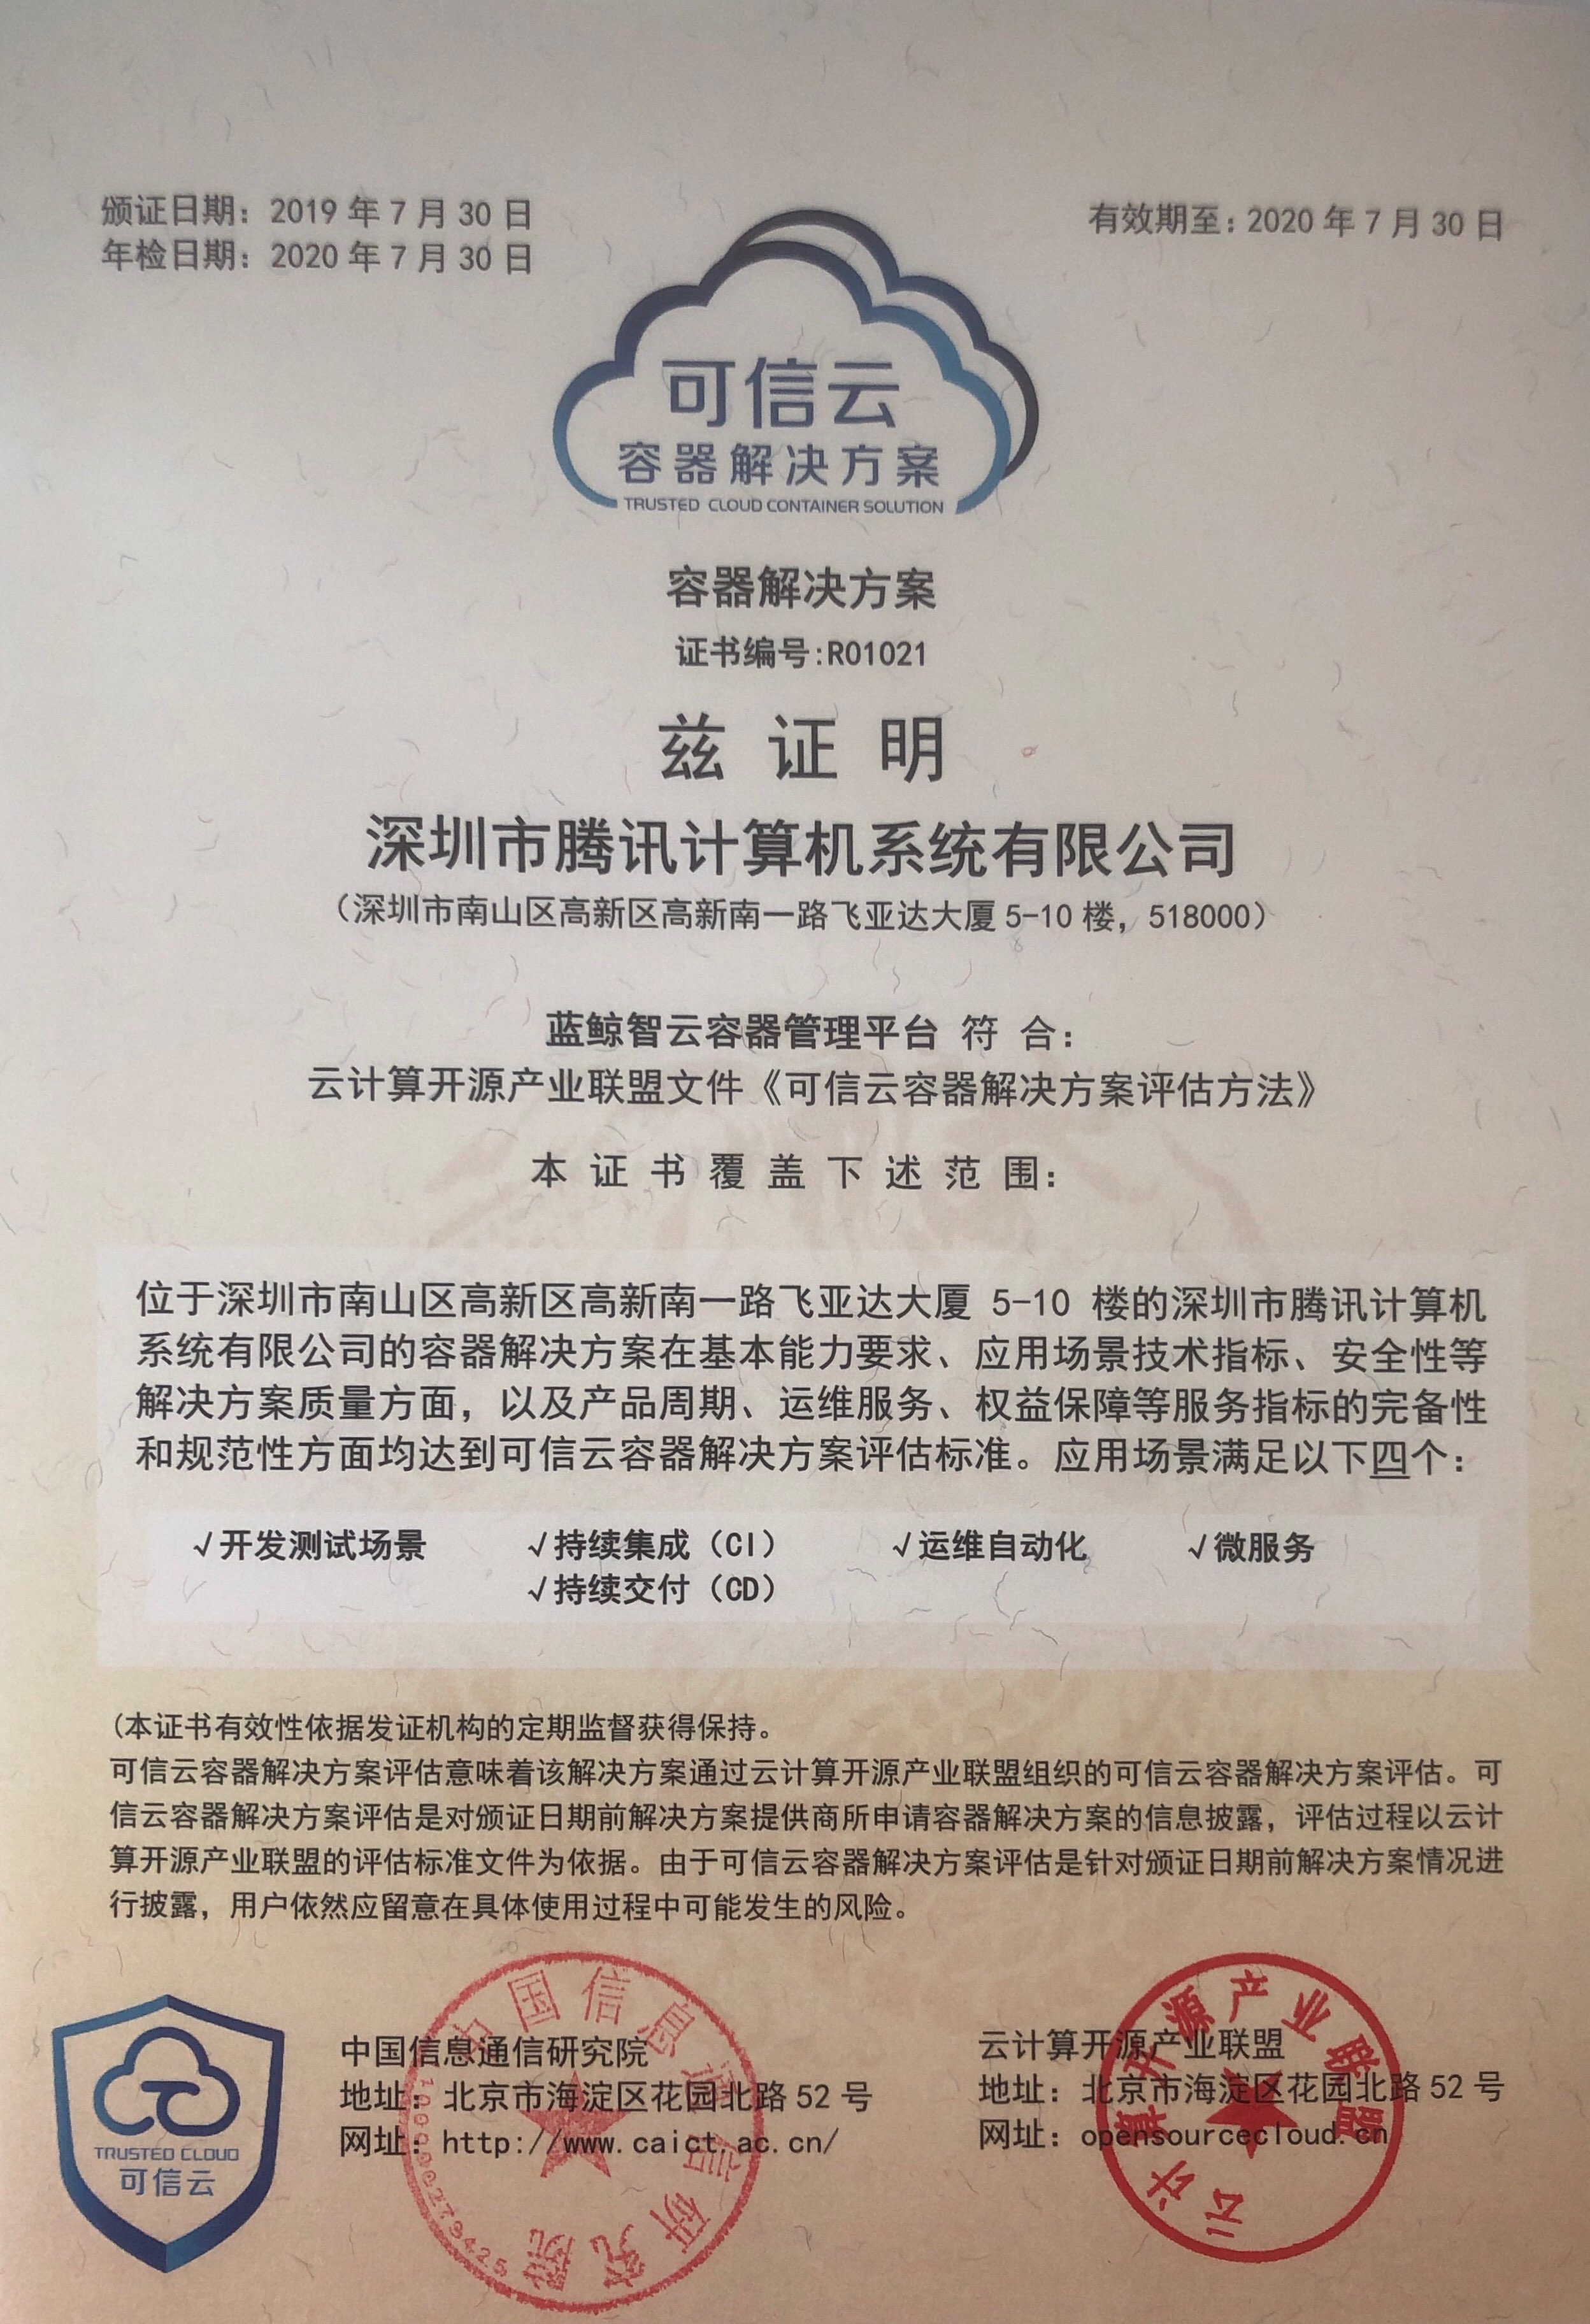 颁证日期：2019 年 7 月 30 日
年检日期：2020 年 7 月 30 日
有效期至：2020 年 7 月 30 日
可信云
容器解决方案
TRUSTED CLOUD CONTAINER SOLUTION
容器解决方案
证书编号:R01021
兹 证 明
深圳市腾讯计算机系统有限公司
（深圳市南山区高新区高新南一路飞亚达大厦 5-10 楼，518000）
蓝鲸智云容器管理平台 符 合：
云计算开源产业联盟文件《可信云容器解决方案评估方法》
本 证 书 覆 盖 下 述 范 围：
位于深圳市南山区高新区高新南一路飞亚达大厦 5-10 楼的深圳市腾讯计算机
系统有限公司的容器解决方案在基本能力要求、应用场景技术指标、安全性等
解决方案质量方面，以及产品周期、运维服务、权益保障等服务指标的完备性
和规范性方面均达到可信云容器解决方案评估标准。应用场景满足以下四个：
√开发测试场景 √持续集成（CI） √运维自动化 √微服务
√持续交付（CD）
(本证书有效性依据发证机构的定期监督获得保持。
可信云容器解决方案评估意味着该解决方案通过云计算开源产业联盟组织的可信云容器解决方案评估。可
信云容器解决方案评估是对颁证日期前解决方案提供商所申请容器解决方案的信息披露，评估过程以云计
算开源产业联盟的评估标准文件为依据。由于可信云容器解决方案评估是针对颁证日期前解决方案情况进
行披露，用户依然应留意在具体使用过程中可能发生的风险。
TRUSTED CLOUD
可信云
中国信息通信研究院
地址：北京市海淀区花园北路 52 号
网址：http://www.caict.ac.cn/
中国信息通信研究院
云计算开源产业联盟
地址：北京市海淀区花园北路 52 号
网址：opensourcecloud.cn
云计算开源产业联盟